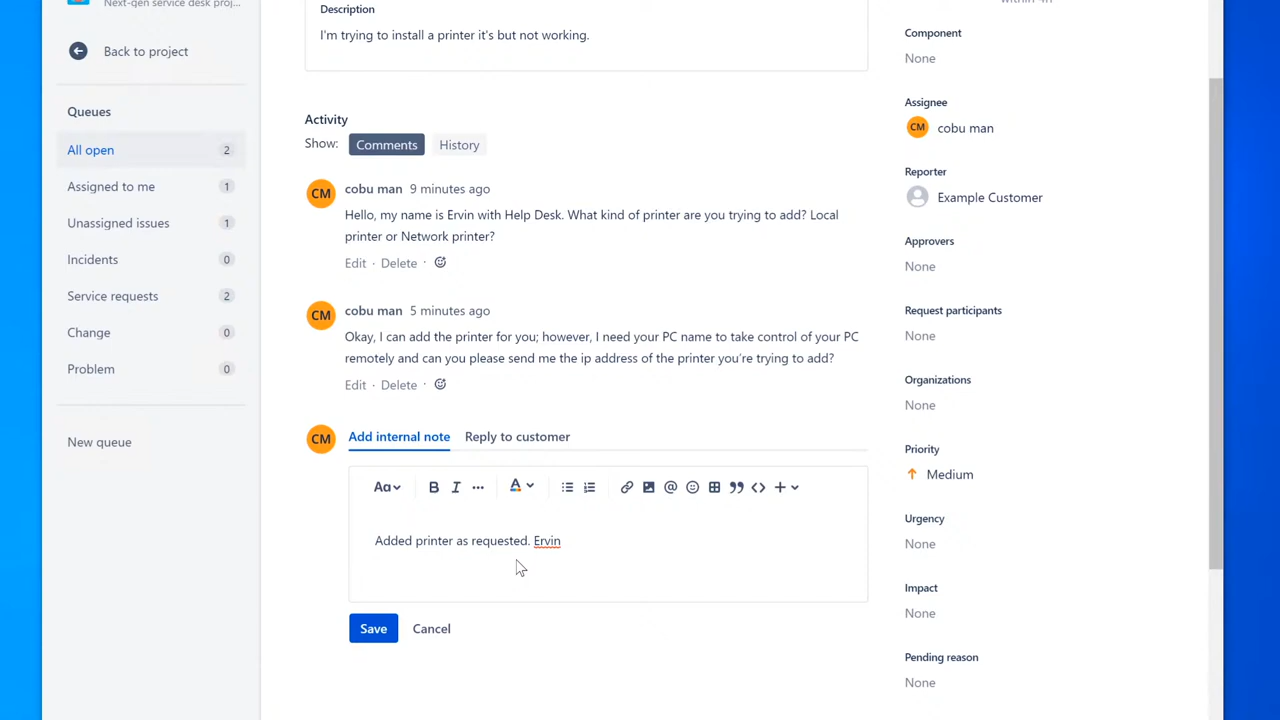 Next-gen service desk proj...
Back to project
Queues
All open 2
Assigned to me 1
Unassigned issues 1
Incidents 0
Service requests 2
Change 0
Problem 0
New queue
Description
I'm trying to install a printer it's but not working.
Activity
Show: Comments History
CM cobu man 9 minutes ago
Hello, my name is Ervin with Help Desk. What kind of printer are you trying to add? Local
printer or Network printer?
Edit · Delete ·
CM cobu man 5 minutes ago
Okay, I can add the printer for you; however, I need your PC name to take control of your PC
remotely and can you please send me the ip address of the printer you're trying to add?
Edit · Delete ·
CM Add internal note Reply to customer
Aa B I ... A @ <> +
Added printer as requested. Ervin
Save Cancel
within 4h
Component
None
Assignee
CM cobu man
Reporter
Example Customer
Approvers
None
Request participants
None
Organizations
None
Priority
Medium
Urgency
None
Impact
None
Pending reason
None